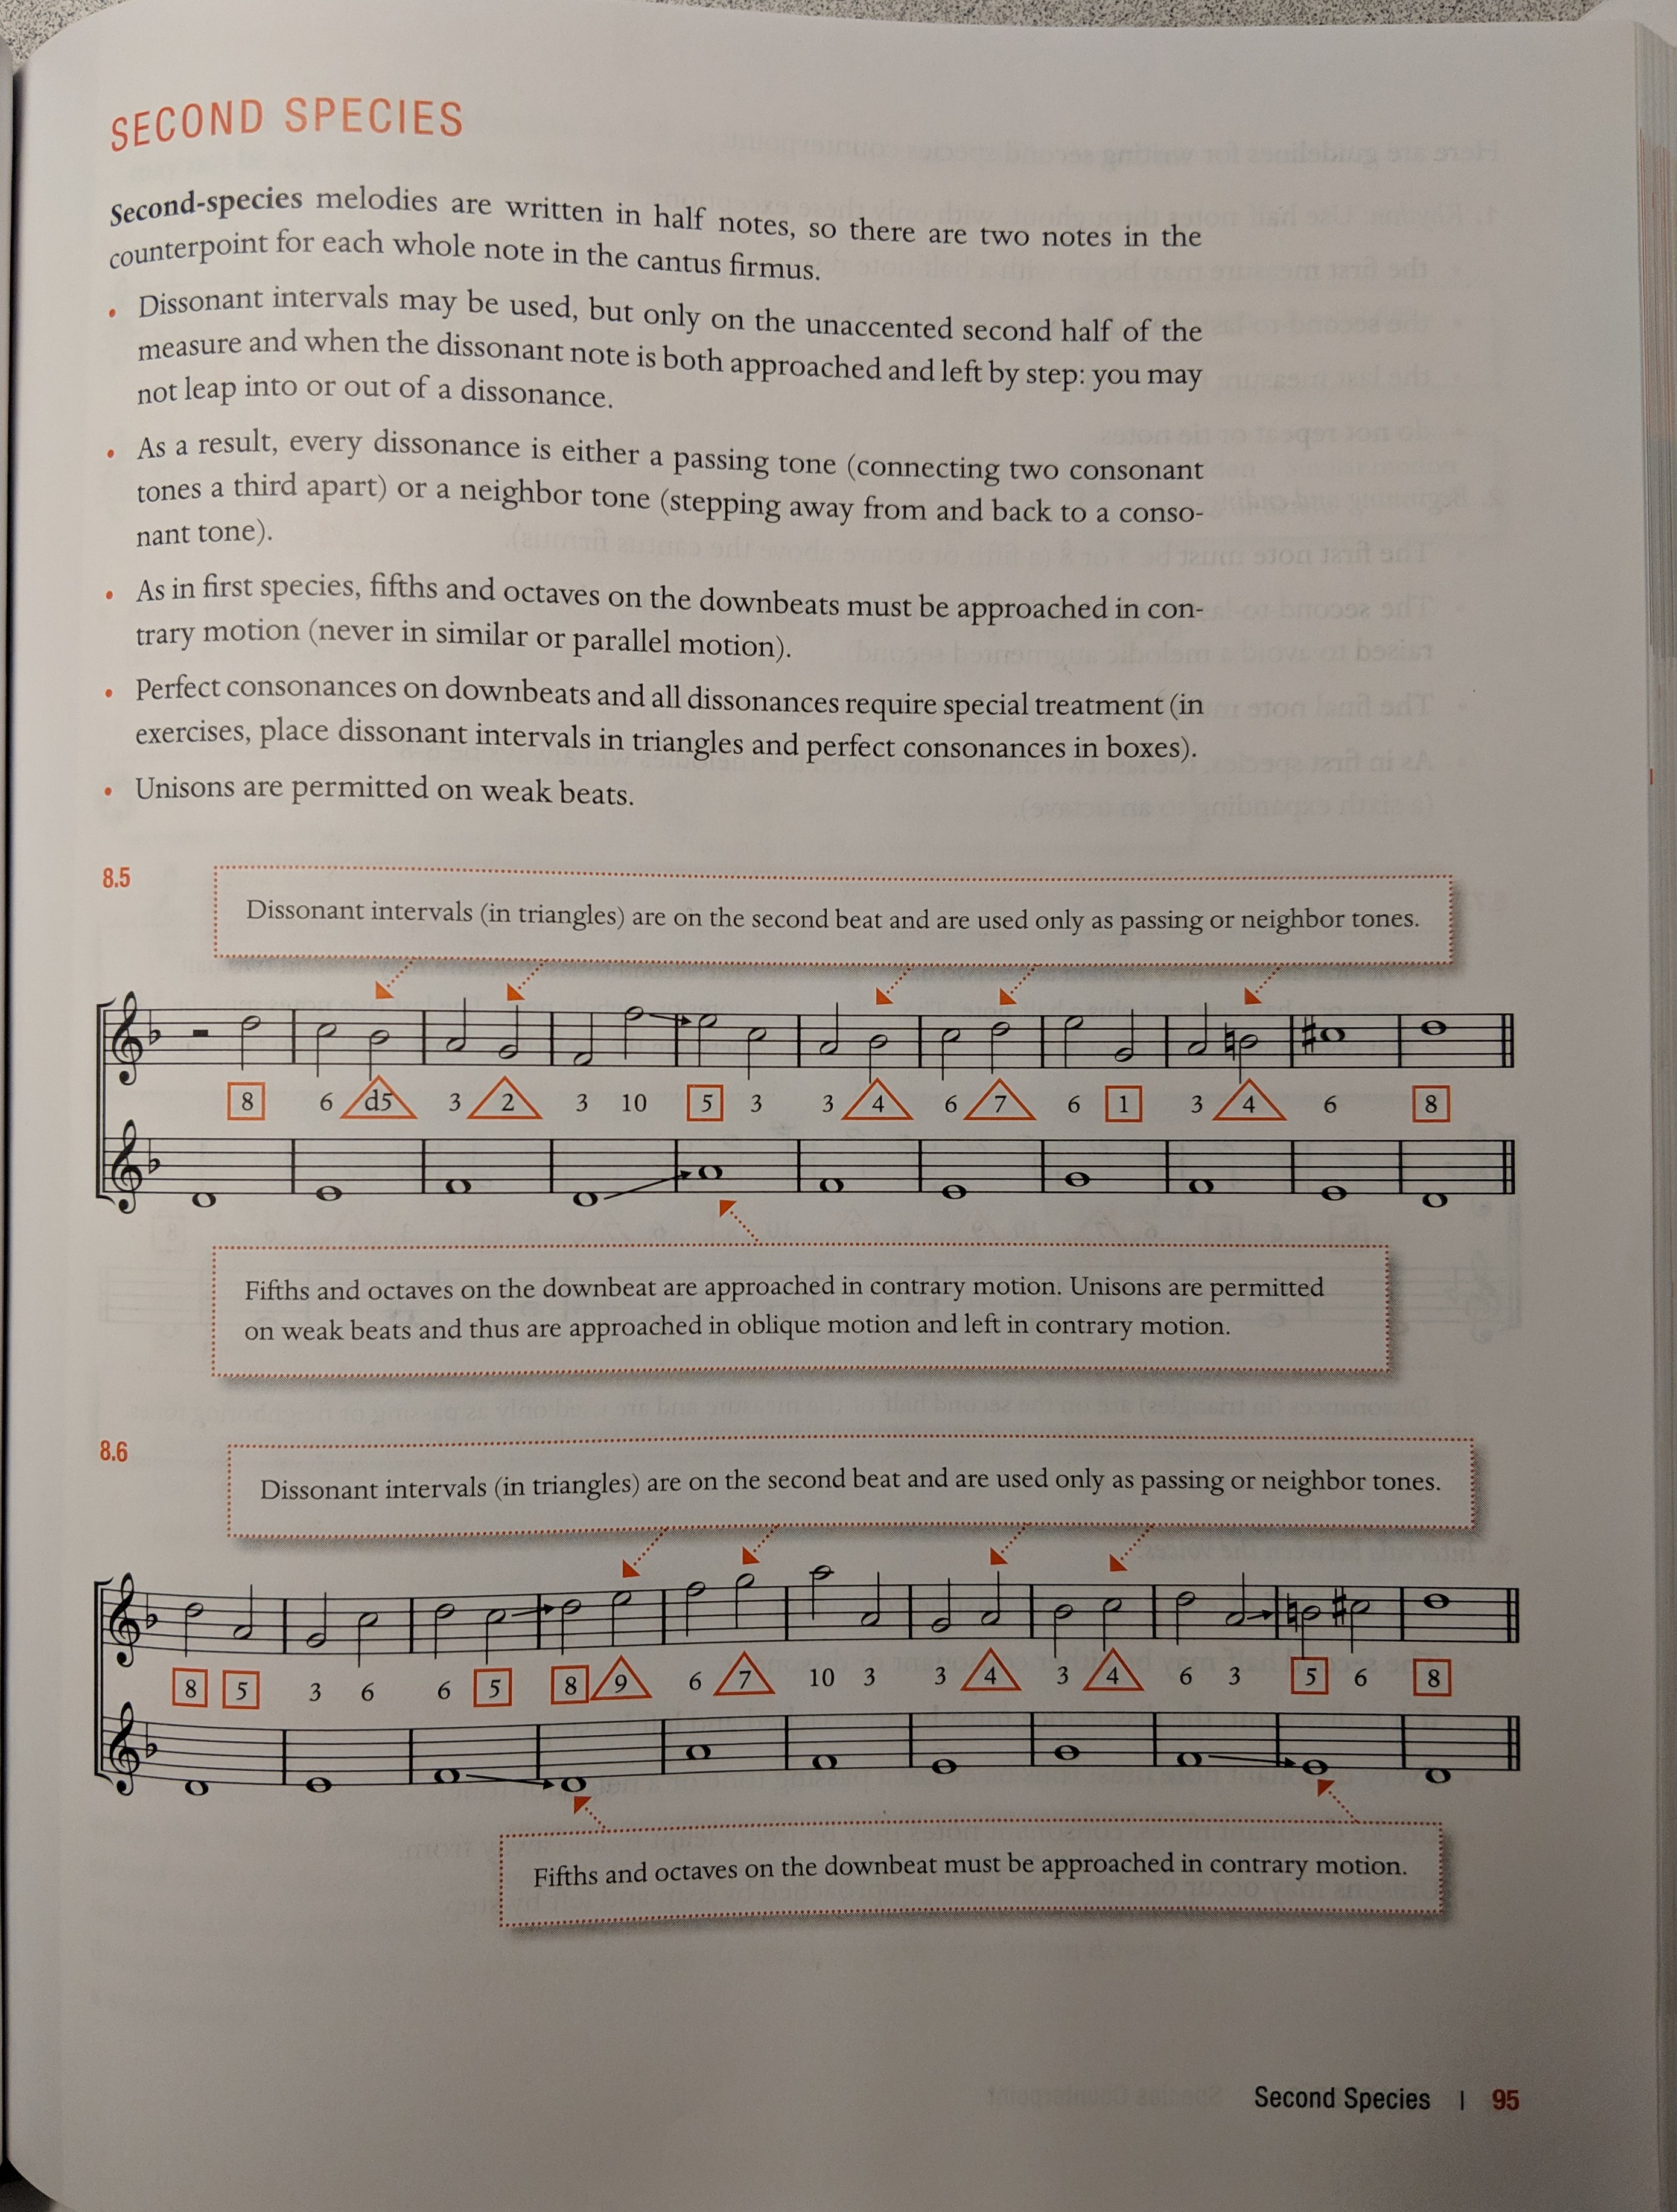 SECOND SPECIES
Second-species melodies are written in half notes, so there are two notes in the
counterpoint for each whole note in the cantus firmus.
• Dissonant intervals may be used, but only on the unaccented second half of the
measure and when the dissonant note is both approached and left by step: you may
not leap into or out of a dissonance.
• As a result, every dissonance is either a passing tone (connecting two consonant
tones a third apart) or a neighbor tone (stepping away from and back to a conso-
nant tone).
• As in first species, fifths and octaves on the downbeats must be approached in con-
trary motion (never in similar or parallel motion).
• Perfect consonances on downbeats and all dissonances require special treatment (in
exercises, place dissonant intervals in triangles and perfect consonances in boxes).
• Unisons are permitted on weak beats.
8.5
Dissonant intervals (in triangles) are on the second beat and are used only as passing or neighbor tones.
8 6 d5 3 2 3 10 5 3 3 4 6 7 6 1 3 4 6 8
Fifths and octaves on the downbeat are approached in contrary motion. Unisons are permitted
on weak beats and thus are approached in oblique motion and left in contrary motion.
8.6
Dissonant intervals (in triangles) are on the second beat and are used only as passing or neighbor tones.
8 5 3 6 6 5 8 9 6 7 10 3 3 4 3 4 6 3 5 6 8
Fifths and octaves on the downbeat must be approached in contrary motion.
Second Species | 95